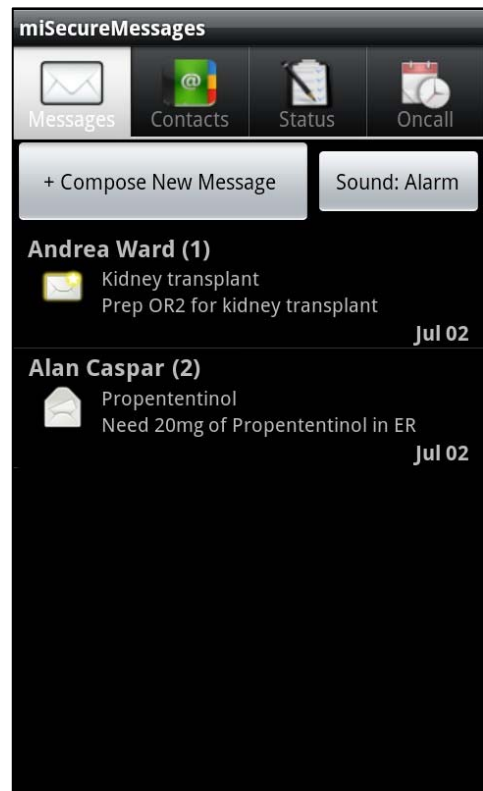 miSecureMessages
Messages Contacts Status Oncall
+ Compose New Message Sound: Alarm
Andrea Ward (1)
Kidney transplant
Prep OR2 for kidney transplant
Jul 02
Alan Caspar (2)
Propententinol
Need 20mg of Propententinol in ER
Jul 02